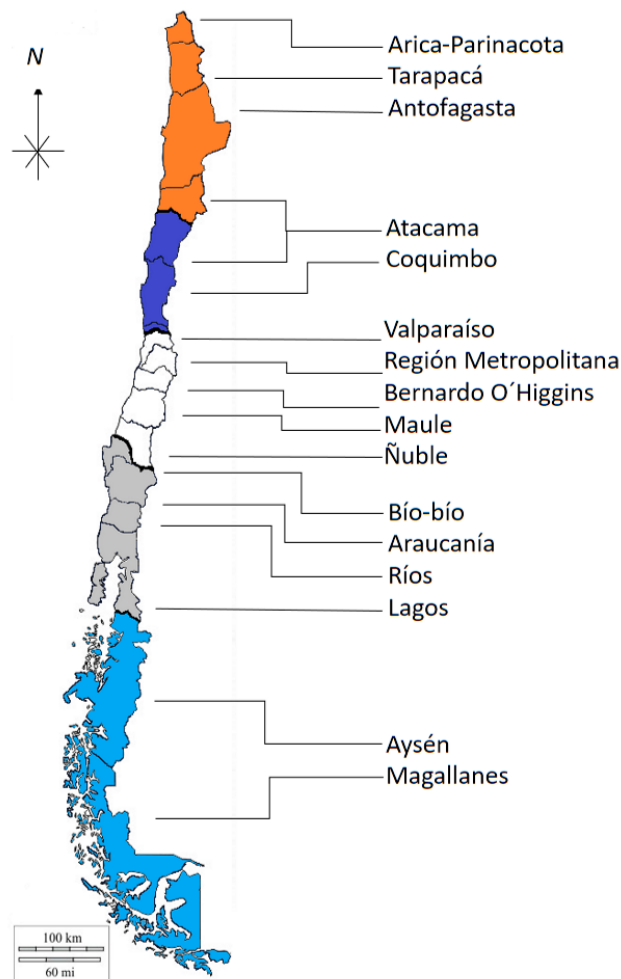 N
Arica-Parinacota
Tarapacá
Antofagasta
Atacama
Coquimbo
Valparaíso
Región Metropolitana
Bernardo O´Higgins
Maule
Ñuble
Bío-bío
Araucanía
Ríos
Lagos
Aysén
Magallanes
100 km
60 mi